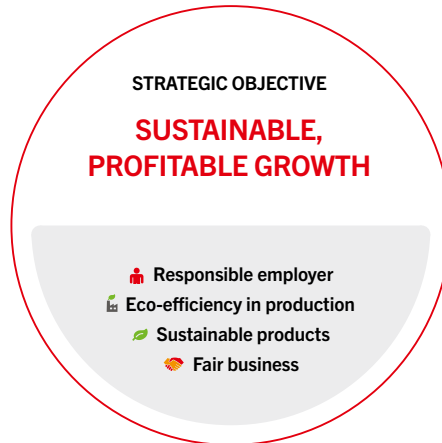 STRATEGIC OBJECTIVE
SUSTAINABLE,
PROFITABLE GROWTH
Responsible employer
Eco-efficiency in production
Sustainable products
Fair business